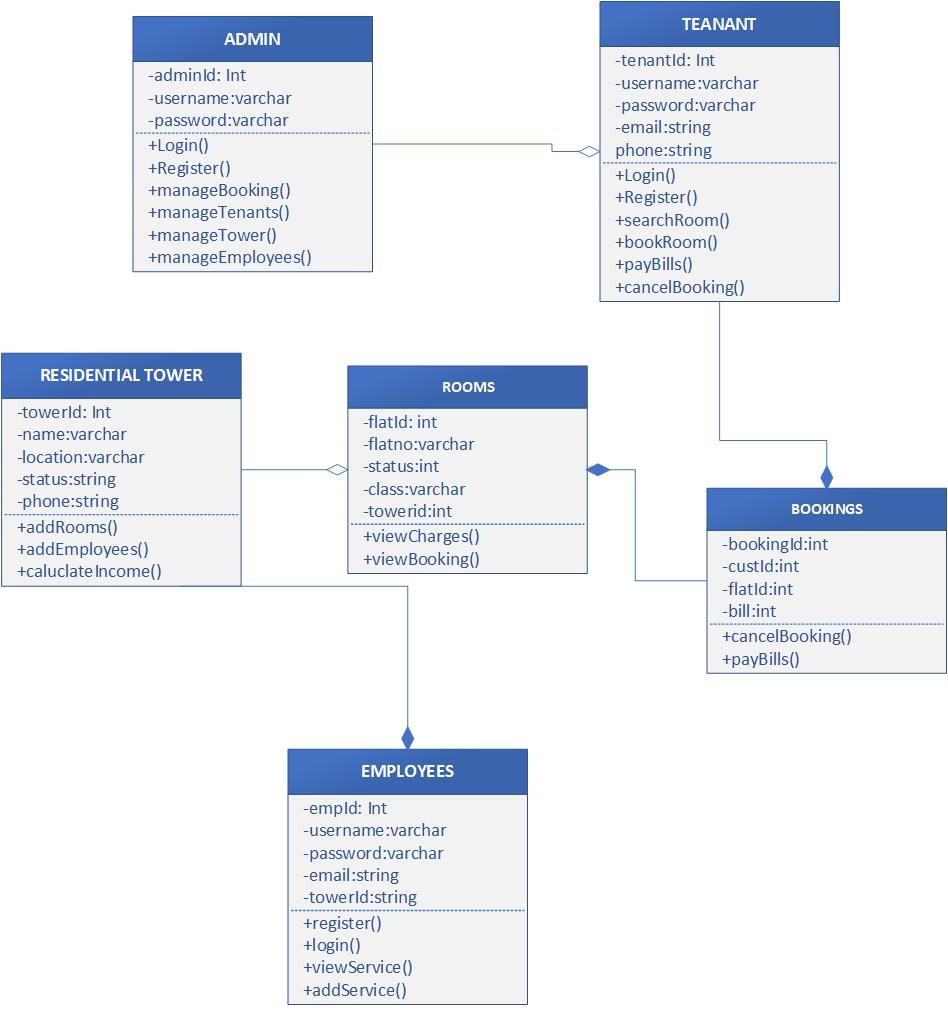 ADMIN
-adminId: Int
-username:varchar
-password:varchar
+Login()
+Register()
+manageBooking()
+manageTenants()
+manageTower()
+manageEmployees()
TEANANT
-tenantId: Int
-username:varchar
-password:varchar
-email:string
phone:string
+Login()
+Register()
+searchRoom()
+bookRoom()
+payBills()
+cancelBooking()
RESIDENTIAL TOWER
-towerId: Int
-name:varchar
-location:varchar
-status:string
-phone:string
+addRooms()
+addEmployees()
+caluclateIncome()
ROOMS
-flatId: int
-flatno:varchar
-status:int
-class:varchar
-towerid:int
+viewCharges()
+viewBooking()
BOOKINGS
-bookingId:int
-custId:int
-flatId:int
-bill:int
+cancelBooking()
+payBills()
EMPLOYEES
-empId: Int
-username:varchar
-password:varchar
-email:string
-towerId:string
+register()
+login()
+viewService()
+addService()